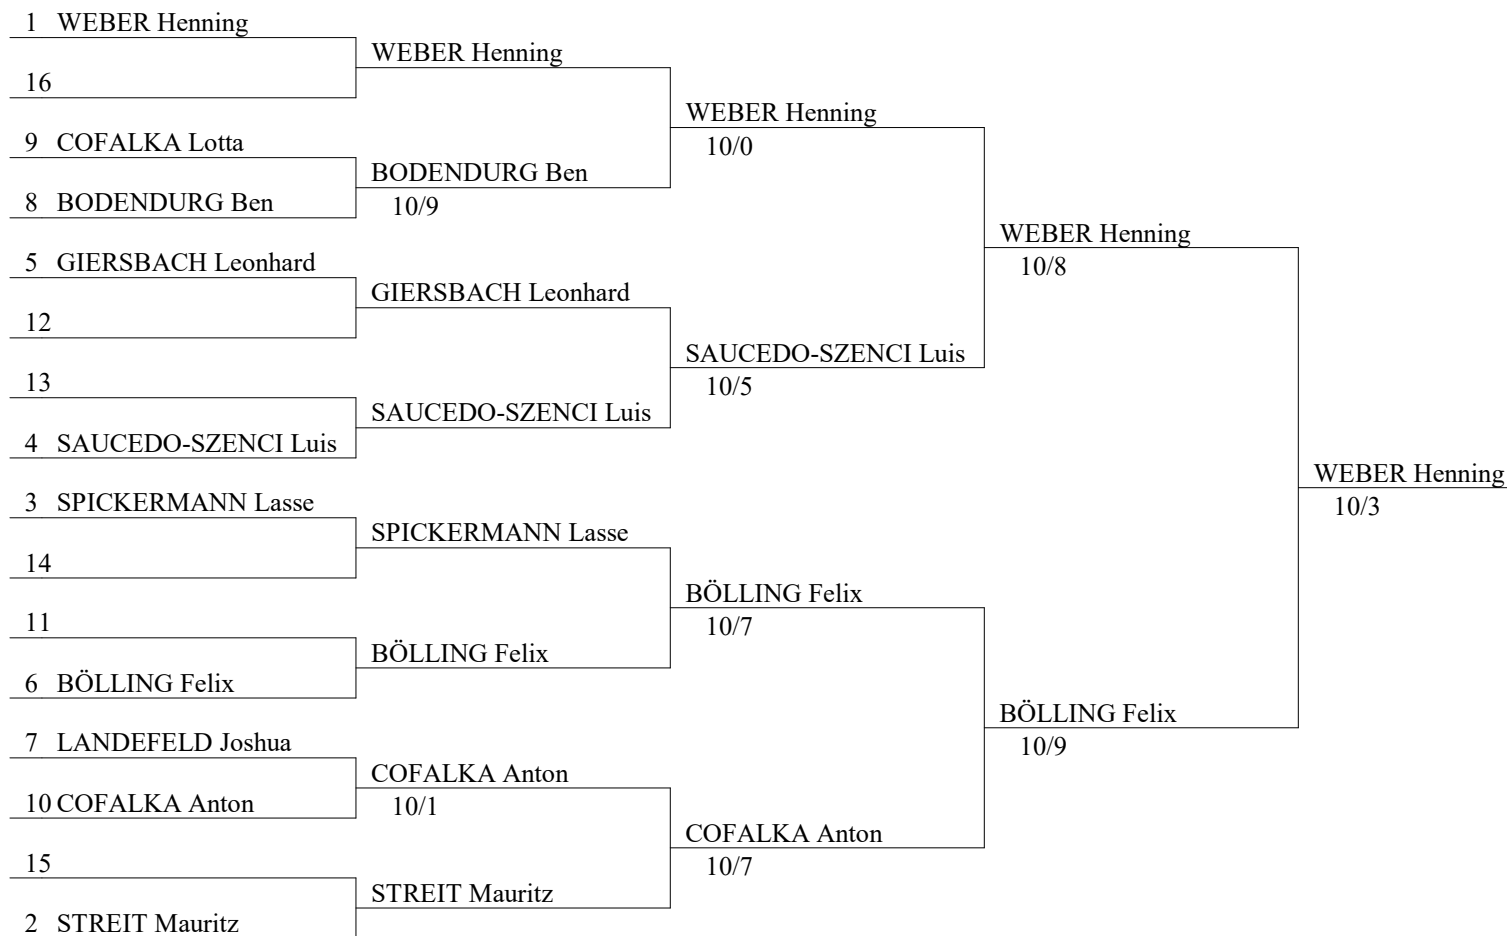 1 WEBER Henning
WEBER Henning
16
WEBER Henning
10/0
9 COFALKA Lotta
BODENDURG Ben
10/9
8 BODENDURG Ben
WEBER Henning
10/8
5 GIERSBACH Leonhard
GIERSBACH Leonhard
12
SAUCEDO-SZENCI Luis
10/5
13
SAUCEDO-SZENCI Luis
4 SAUCEDO-SZENCI Luis
WEBER Henning
10/3
3 SPICKERMANN Lasse
SPICKERMANN Lasse
14
BÖLLING Felix
10/7
11
BÖLLING Felix
6 BÖLLING Felix
BÖLLING Felix
10/9
7 LANDEFELD Joshua
COFALKA Anton
10/1
10 COFALKA Anton
COFALKA Anton
10/7
15
STREIT Mauritz
2 STREIT Mauritz